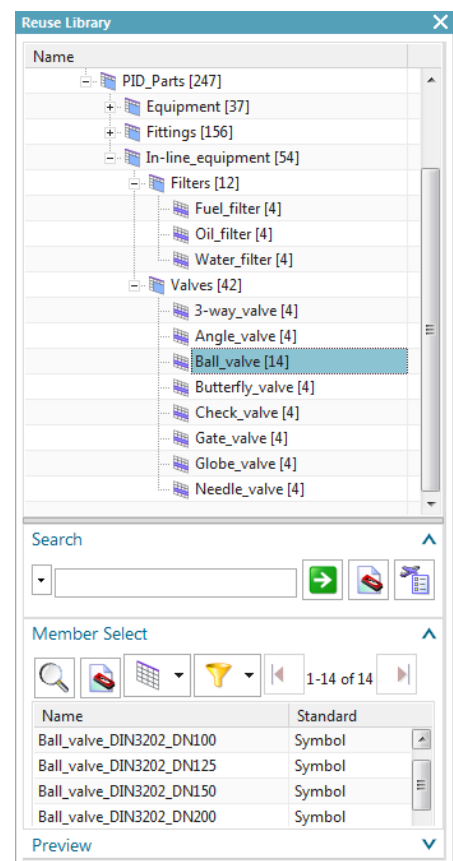 Reuse Library
Name
PID_Parts [247]
Equipment [37]
Fittings [156]
In-line_equipment [54]
Filters [12]
Fuel_filter [4]
Oil_filter [4]
Water_filter [4]
Valves [42]
3-way_valve [4]
Angle_valve [4]
Ball_valve [14]
Butterfly_valve [4]
Check_valve [4]
Gate_valve [4]
Globe_valve [4]
Needle_valve [4]
Search
Member Select
1-14 of 14
Name Standard
Ball_valve_DIN3202_DN100 Symbol
Ball_valve_DIN3202_DN125 Symbol
Ball_valve_DIN3202_DN150 Symbol
Ball_valve_DIN3202_DN200 Symbol
Preview